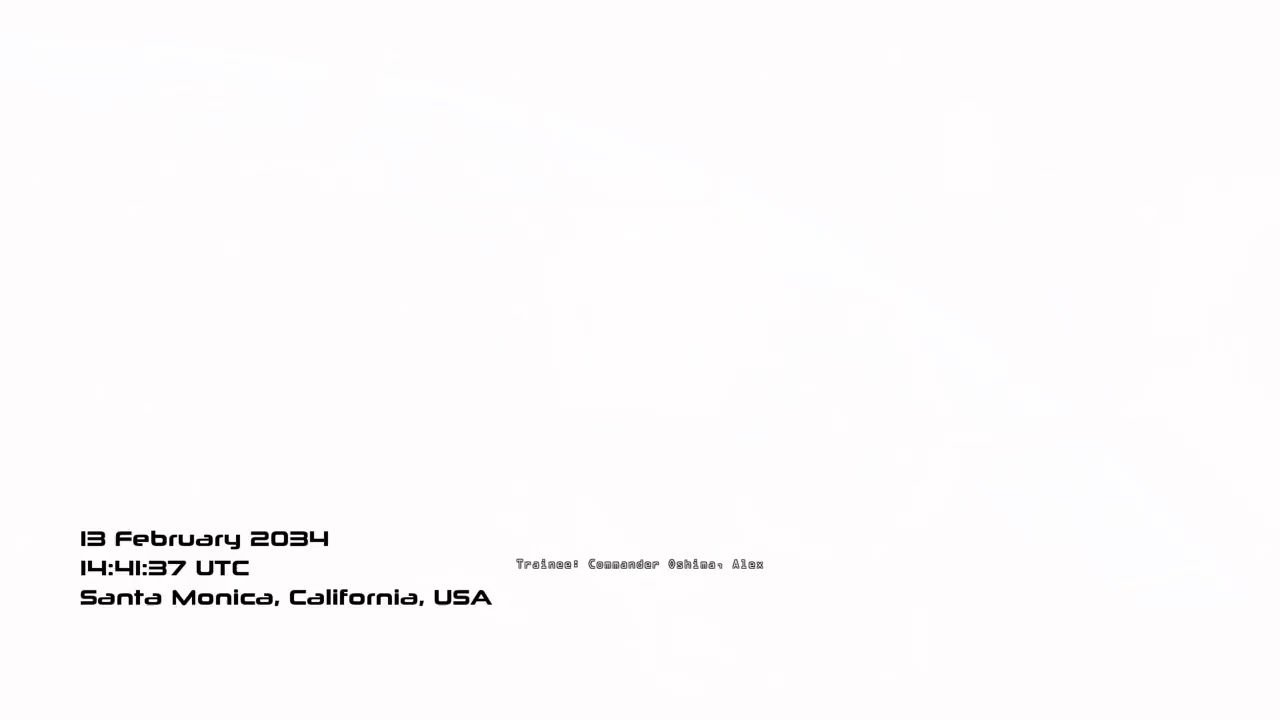 13 February 2034
14:41:37 UTC
Santa Monica, California, USA
Trainee: Commander Oshima, Alex